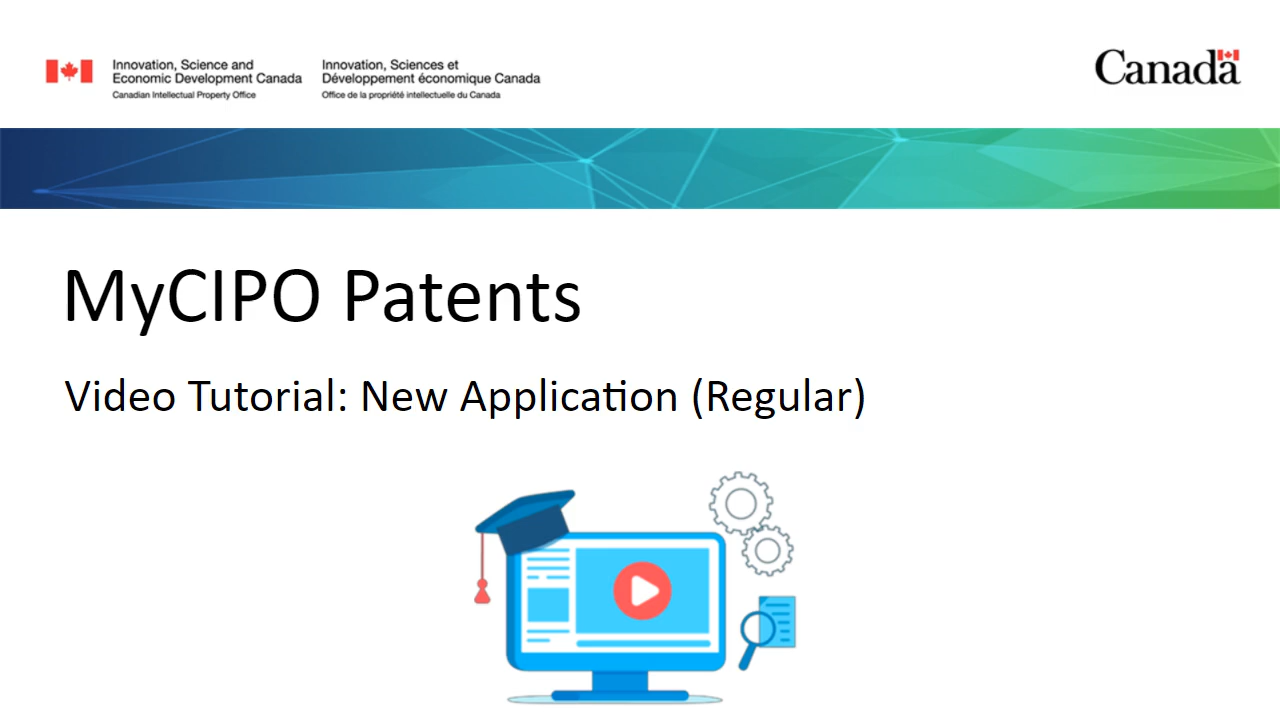 Innovation, Science and
Economic Development Canada
Canadian Intellectual Property Office
Innovation, Sciences et
Développement économique Canada
Office de la propriété intellectuelle du Canada
Canada
MyCIPO Patents
Video Tutorial: New Application (Regular)